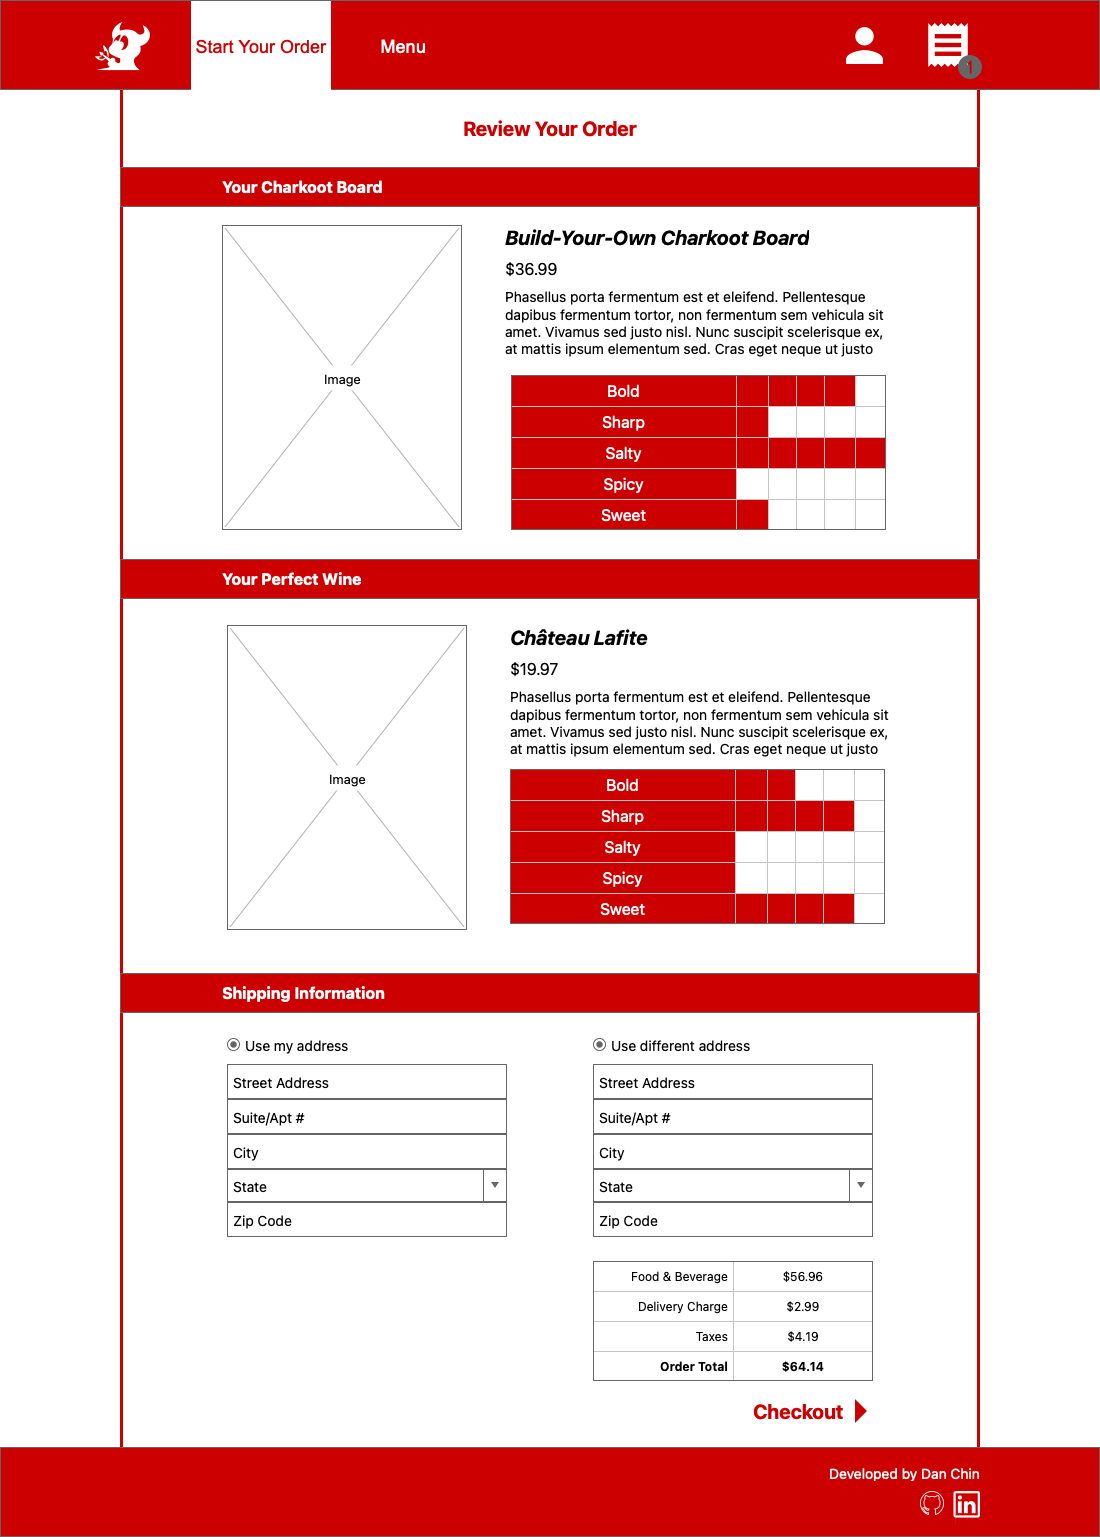 Start Your Order
Menu
1
Review Your Order
Your Charkoot Board
Image
Build-Your-Own Charkoot Board
$36.99
Phasellus porta fermentum est et eleifend. Pellentesque
dapibus fermentum tortor, non fermentum sem vehicula sit
amet. Vivamus sed justo nisl. Nunc suscipit scelerisque ex,
at mattis ipsum elementum sed. Cras eget neque ut justo
Bold
Sharp
Salty
Spicy
Sweet
Your Perfect Wine
Image
Château Lafite
$19.97
Phasellus porta fermentum est et eleifend. Pellentesque
dapibus fermentum tortor, non fermentum sem vehicula sit
amet. Vivamus sed justo nisl. Nunc suscipit scelerisque ex,
at mattis ipsum elementum sed. Cras eget neque ut justo
Bold
Sharp
Salty
Spicy
Sweet
Shipping Information
Use my address
Street Address
Suite/Apt #
City
State
Zip Code
Use different address
Street Address
Suite/Apt #
City
State
Zip Code
Food & Beverage $56.96
Delivery Charge $2.99
Taxes $4.19
Order Total $64.14
Checkout
Developed by Dan Chin
in